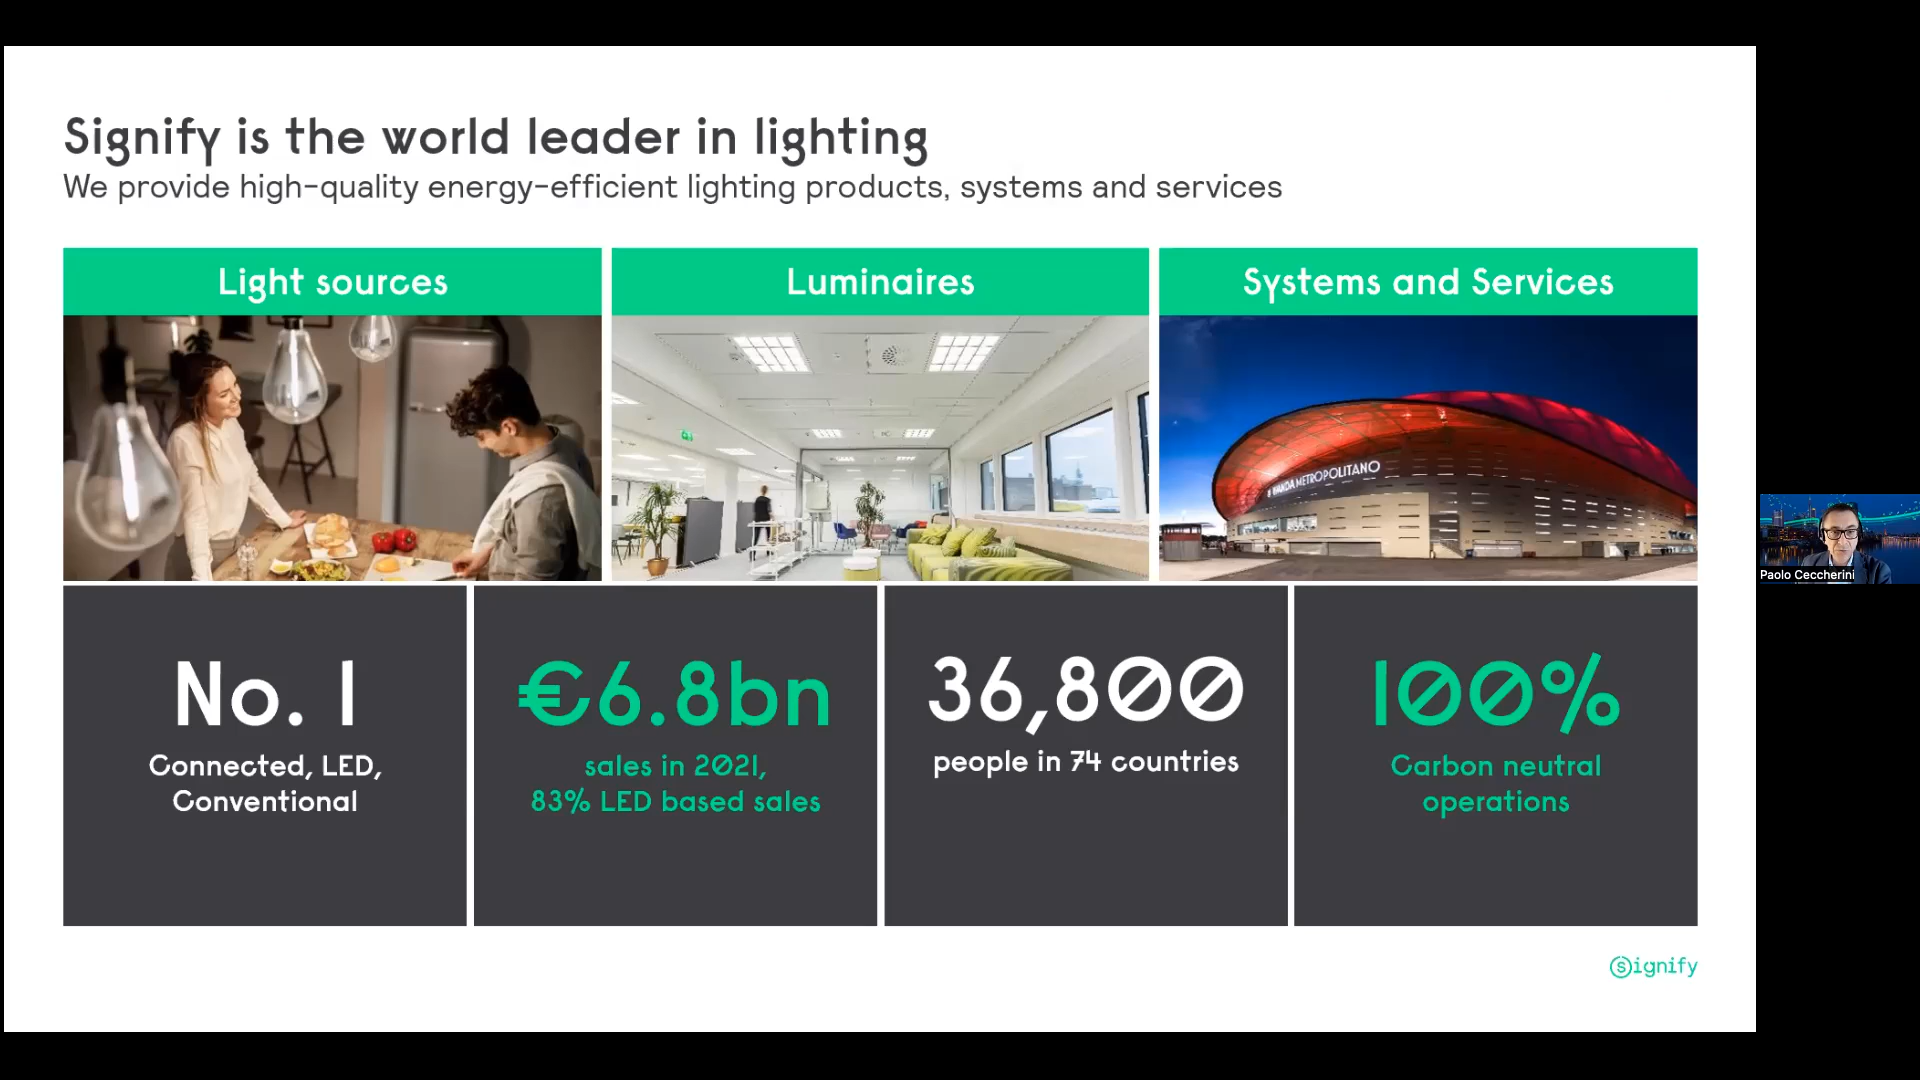 Signify is the world leader in lighting
We provide high-quality energy-efficient lighting products, systems and services
Light sources
Luminaires
Systems and Services
WANDA METROPOLITANO
No. 1
Connected, LED,
Conventional
€6.8bn
sales in 2021,
83% LED based sales
36,800
people in 74 countries
100%
Carbon neutral
operations
signify
Paolo Ceccherini